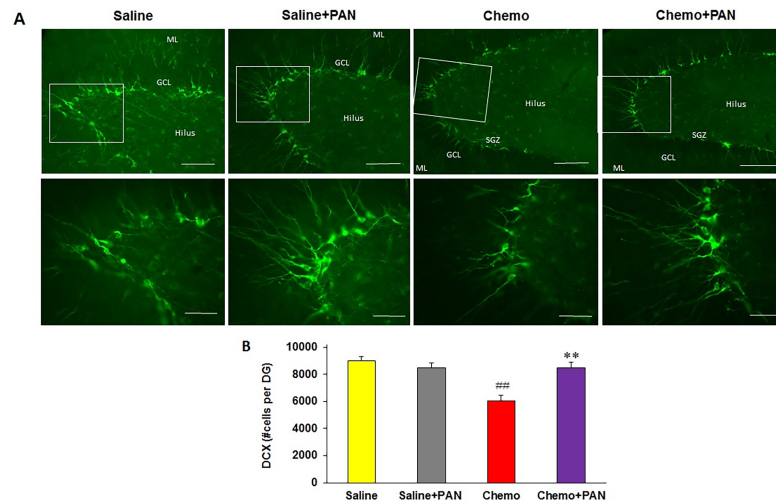 A
Saline
Saline+PAN
Chemo
Chemo+PAN
ML
GCL
Hilus
ML
GCL
Hilus
Hilus
SGZ
GCL
ML
Hilus
SGZ
GCL
ML
B
DCX (#cells per DG)
10000
8000
6000
4000
2000
0
##
**
Saline
Saline+PAN
Chemo
Chemo+PAN